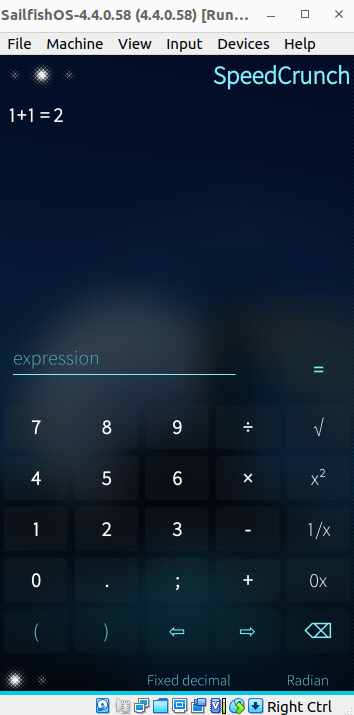 SailfishOS-4.4.0.58 (4.4.0.58) [Run...
File Machine View Input Devices Help
SpeedCrunch
1+1 = 2
expression
=
7 8 9 ÷ √
4 5 6 × x²
1 2 3 - 1/x
0 . ; + 0x
( ) ⇦ ⇨ ⌫
Fixed decimal Radian
Right Ctrl